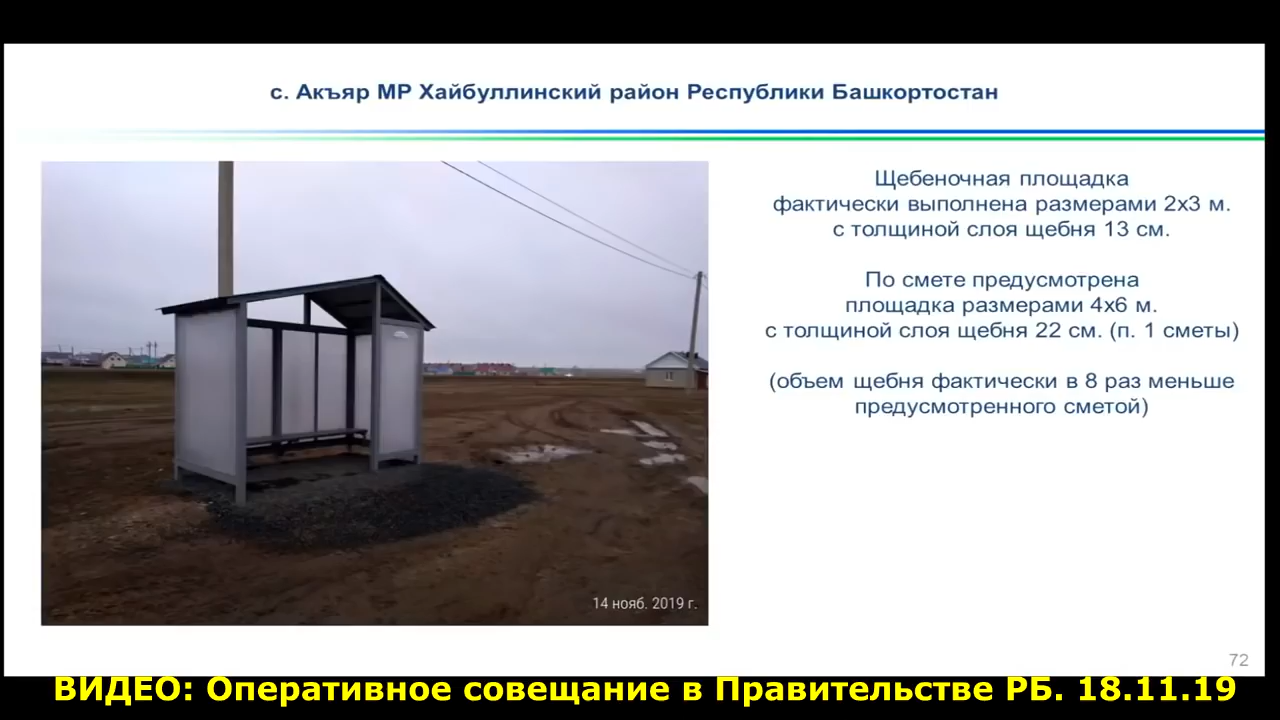 с. Акъяр МР Хайбуллинский район Республики Башкортостан
Щебеночная площадка
фактически выполнена размерами 2х3 м.
с толщиной слоя щебня 13 см.
По смете предусмотрена
площадка размерами 4х6 м.
с толщиной слоя щебня 22 см. (п. 1 сметы)
(объем щебня фактически в 8 раз меньше
предусмотренного сметой)
14 нояб. 2019 г.
72
ВИДЕО: Оперативное совещание в Правительстве РБ. 18.11.19